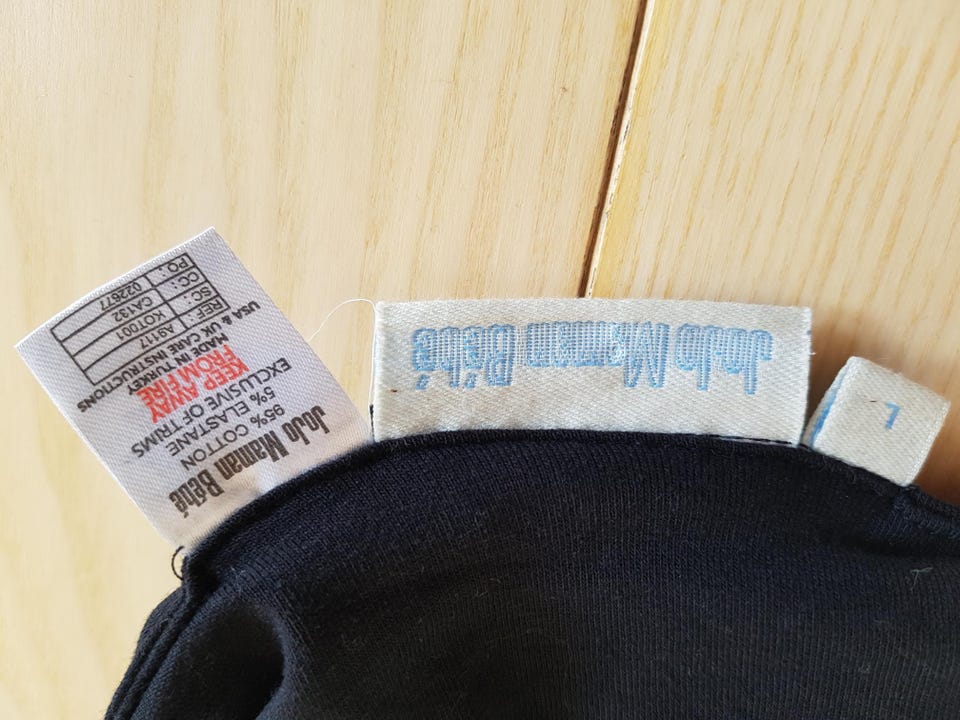 JoJo Maman Bébé
95% COTTON
5% ELASTANE
EXCLUSIVE OF TRIMS
KEEP AWAY
FROM FIRE
MADE IN TURKEY
USA & UK CARE INSTRUCTIONS
REF: A9117
SC: KOT001
CC: CA132
PO: 022677
JoJo Maman Bébé
L